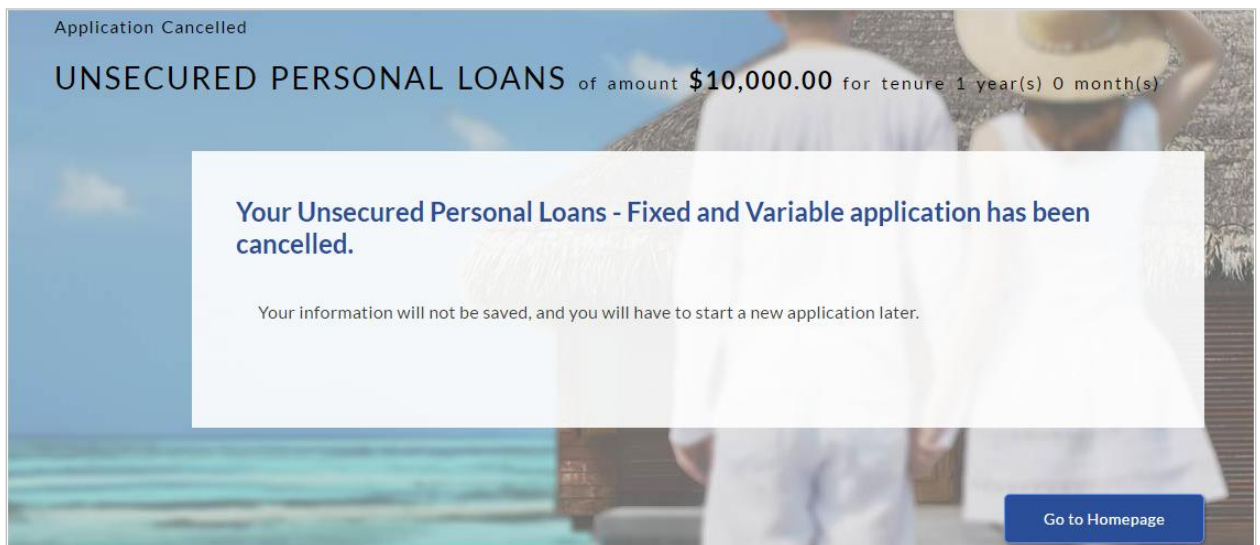 Application Cancelled
UNSECURED PERSONAL LOANS of amount $10,000.00 for tenure 1 year(s) 0 month(s)
Your Unsecured Personal Loans - Fixed and Variable application has been
cancelled.
Your information will not be saved, and you will have to start a new application later.
Go to Homepage